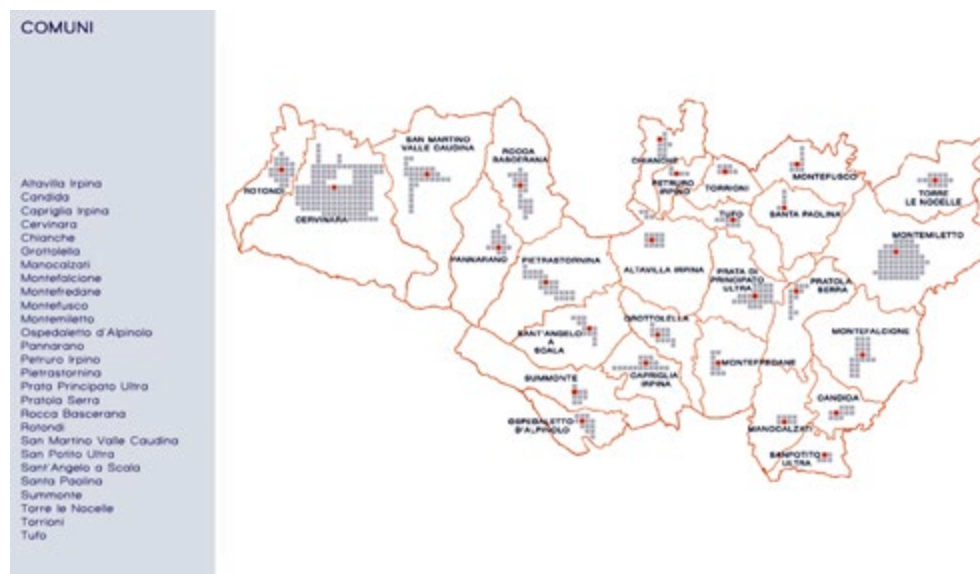 COMUNI
Altavilla Irpina
Candida
Capriglia Irpina
Cervinara
Chianche
Grottolella
Manocalzati
Montefalcione
Montefredane
Montefusco
Montemiletto
Ospedaletto d'Alpinolo
Pannarano
Petruro Irpino
Pietrastornina
Prata Principato Ultra
Pratola Serra
Rocca Bascerana
Rotondi
San Martino Valle Caudina
San Potito Ultra
Sant'Angelo a Scala
Santa Paolina
Summonte
Torre le Nocelle
Torrioni
Tufo
SAN MARTINO
VALLE CAUDINA
ROCCA
BASCERANA
ROTONDI
CERVINARA
CHIANCHE
PETRURO
IRPINO
TORRIONI
MONTEFUSCO
TORRE
LE NOCELLE
TUFO
SANTA PAOLINA
MONTEMILETTO
PANNARANO
PIETRASTORNINA
ALTAVILLA IRPINA
PRATA DI
PRINCIPATO
ULTRA
PRATOLA
SERRA
GROTTOLELLA
SANT'ANGELO
A
SCALA
MONTEFALCIONE
MONTEFREDANE
CAPRIGLIA
IRPINA
SUMMONTE
CANDIDA
OSPEDALETTO
D'ALPINOLO
MANOCALZATI
SANPOTITO
ULTRA